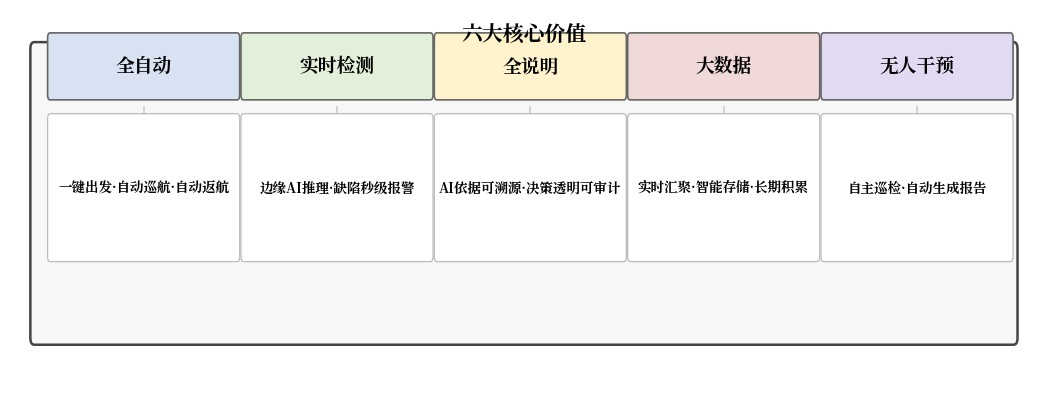 六大核心价值
全自动
实时检测
全说明
大数据
无人干预
一键出发·自动巡航·自动返航
边缘AI推理·缺陷秒级报警
AI依据可溯源·决策透明可审计
实时汇聚·智能存储·长期积累
自主巡检·自动生成报告